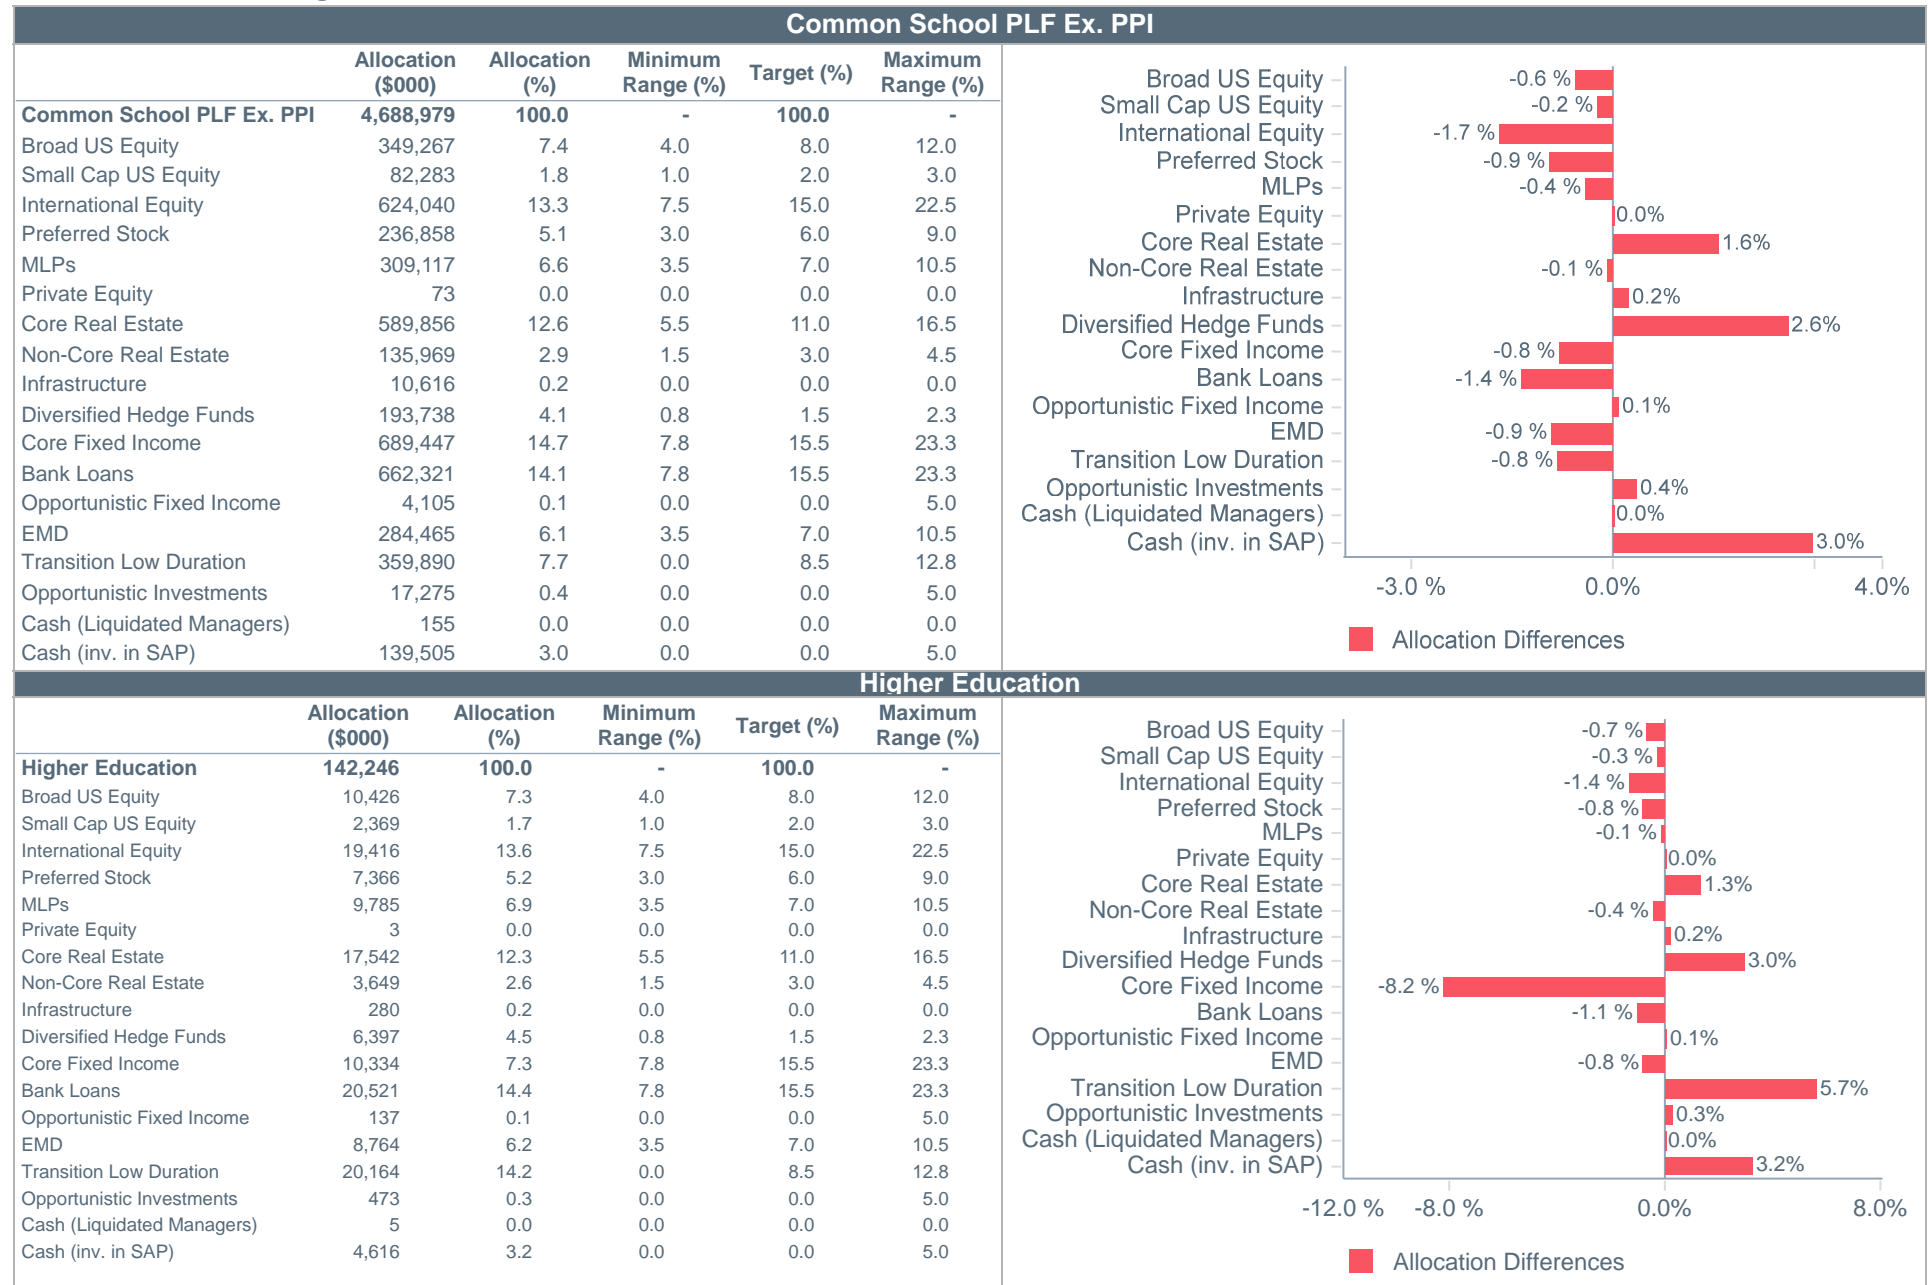 Common School PLF Ex. PPI
Allocation ($000) Allocation (%) Minimum Range (%) Target (%) Maximum Range (%)
Common School PLF Ex. PPI 4,688,979 100.0 - 100.0 -
Broad US Equity 349,267 7.4 4.0 8.0 12.0
Small Cap US Equity 82,283 1.8 1.0 2.0 3.0
International Equity 624,040 13.3 7.5 15.0 22.5
Preferred Stock 236,858 5.1 3.0 6.0 9.0
MLPs 309,117 6.6 3.5 7.0 10.5
Private Equity 73 0.0 0.0 0.0 0.0
Core Real Estate 589,856 12.6 5.5 11.0 16.5
Non-Core Real Estate 135,969 2.9 1.5 3.0 4.5
Infrastructure 10,616 0.2 0.0 0.0 0.0
Diversified Hedge Funds 193,738 4.1 0.8 1.5 2.3
Core Fixed Income 689,447 14.7 7.8 15.5 23.3
Bank Loans 662,321 14.1 7.8 15.5 23.3
Opportunistic Fixed Income 4,105 0.1 0.0 0.0 5.0
EMD 284,465 6.1 3.5 7.0 10.5
Transition Low Duration 359,890 7.7 0.0 8.5 12.8
Opportunistic Investments 17,275 0.4 0.0 0.0 5.0
Cash (Liquidated Managers) 155 0.0 0.0 0.0 0.0
Cash (inv. in SAP) 139,505 3.0 0.0 0.0 5.0
Broad US Equity -0.6 %
Small Cap US Equity -0.2 %
International Equity -1.7 %
Preferred Stock -0.9 %
MLPs -0.4 %
Private Equity 0.0%
Core Real Estate 1.6%
Non-Core Real Estate -0.1 %
Infrastructure 0.2%
Diversified Hedge Funds 2.6%
Core Fixed Income -0.8 %
Bank Loans -1.4 %
Opportunistic Fixed Income 0.1%
EMD -0.9 %
Transition Low Duration -0.8 %
Opportunistic Investments 0.4%
Cash (Liquidated Managers) 0.0%
Cash (inv. in SAP) 3.0%
-3.0 % 0.0% 4.0%
Allocation Differences
Higher Education
Allocation ($000) Allocation (%) Minimum Range (%) Target (%) Maximum Range (%)
Higher Education 142,246 100.0 - 100.0 -
Broad US Equity 10,426 7.3 4.0 8.0 12.0
Small Cap US Equity 2,369 1.7 1.0 2.0 3.0
International Equity 19,416 13.6 7.5 15.0 22.5
Preferred Stock 7,366 5.2 3.0 6.0 9.0
MLPs 9,785 6.9 3.5 7.0 10.5
Private Equity 3 0.0 0.0 0.0 0.0
Core Real Estate 17,542 12.3 5.5 11.0 16.5
Non-Core Real Estate 3,649 2.6 1.5 3.0 4.5
Infrastructure 280 0.2 0.0 0.0 0.0
Diversified Hedge Funds 6,397 4.5 0.8 1.5 2.3
Core Fixed Income 10,334 7.3 7.8 15.5 23.3
Bank Loans 20,521 14.4 7.8 15.5 23.3
Opportunistic Fixed Income 137 0.1 0.0 0.0 5.0
EMD 8,764 6.2 3.5 7.0 10.5
Transition Low Duration 20,164 14.2 0.0 8.5 12.8
Opportunistic Investments 473 0.3 0.0 0.0 5.0
Cash (Liquidated Managers) 5 0.0 0.0 0.0 0.0
Cash (inv. in SAP) 4,616 3.2 0.0 0.0 5.0
Broad US Equity -0.7 %
Small Cap US Equity -0.3 %
International Equity -1.4 %
Preferred Stock -0.8 %
MLPs -0.1 %
Private Equity 0.0%
Core Real Estate 1.3%
Non-Core Real Estate -0.4 %
Infrastructure 0.2%
Diversified Hedge Funds 3.0%
Core Fixed Income -8.2 %
Bank Loans -1.1 %
Opportunistic Fixed Income 0.1%
EMD -0.8 %
Transition Low Duration 5.7%
Opportunistic Investments 0.3%
Cash (Liquidated Managers) 0.0%
Cash (inv. in SAP) 3.2%
-12.0 % -8.0 % 0.0% 8.0%
Allocation Differences